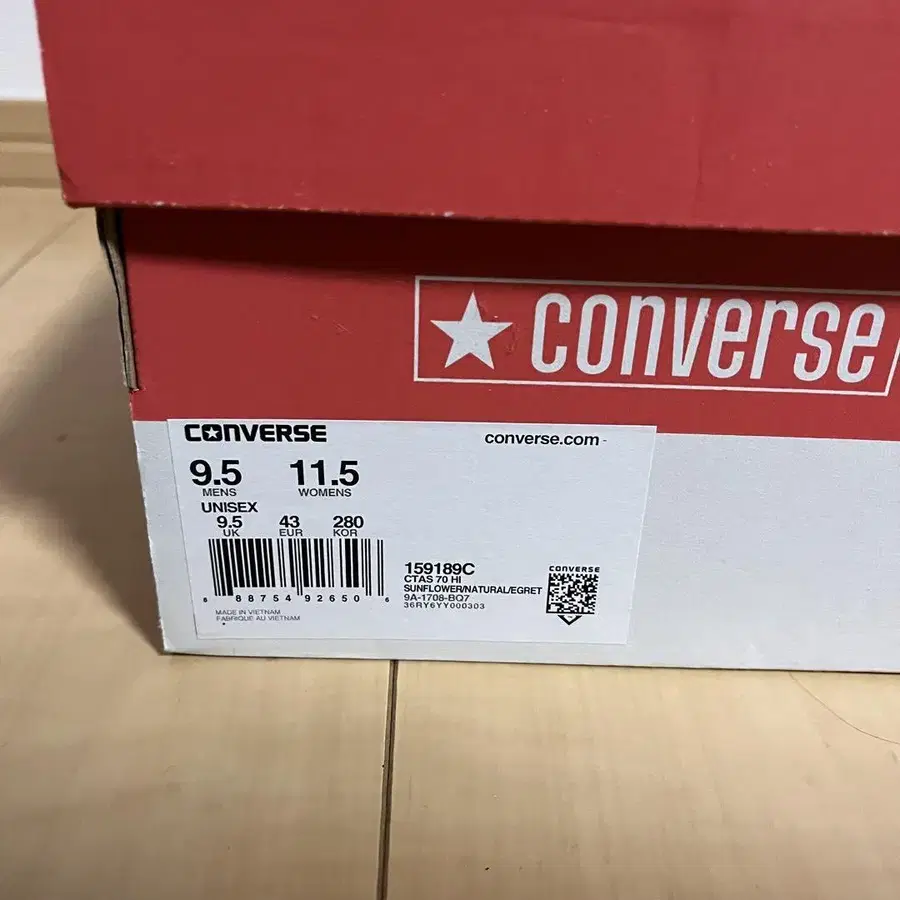 converse
CONVERSE
converse.com
9.5 11.5
MENS WOMENS
UNISEX
9.5 43 280
UK EUR KOR
159189C
CTAS 70 HI
SUNFLOWER/NATURAL/EGRET
9A-1708-BQ7
36RY6YY000303
CONVERSE
8 88754 92650 6
MADE IN VIETNAM
FABRIQUE AU VIETNAM